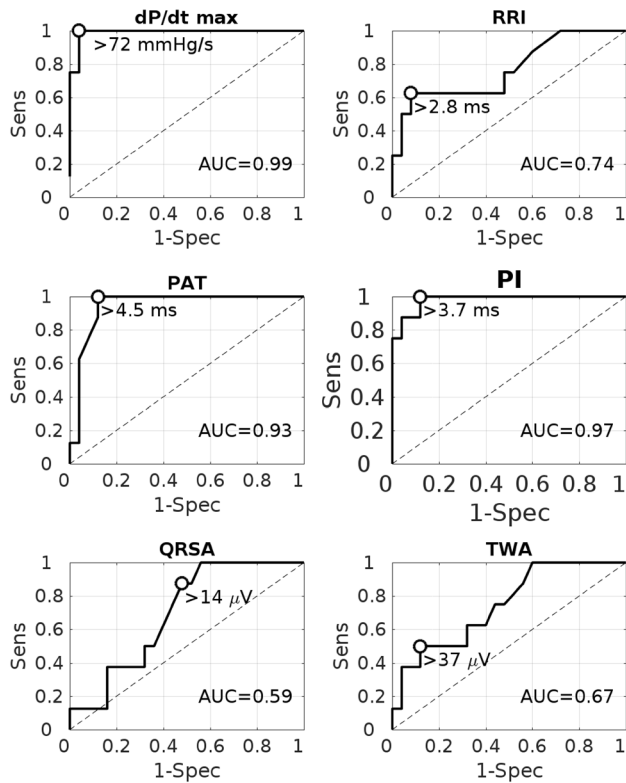 dP/dt max
RRI
1
0.8
0.6
0.4
0.2
0
Sens
>72 mmHg/s
AUC=0.99
0 0.2 0.4 0.6 0.8 1
1-Spec
1
0.8
0.6
0.4
0.2
0
Sens
>2.8 ms
AUC=0.74
0 0.2 0.4 0.6 0.8 1
1-Spec
PAT
PI
1
0.8
0.6
0.4
0.2
0
Sens
>4.5 ms
AUC=0.93
0 0.2 0.4 0.6 0.8 1
1-Spec
1
0.8
0.6
0.4
0.2
0
Sens
>3.7 ms
AUC=0.97
0 0.2 0.4 0.6 0.8 1
1-Spec
QRSA
TWA
1
0.8
0.6
0.4
0.2
0
Sens
>14 μV
AUC=0.59
0 0.2 0.4 0.6 0.8 1
1-Spec
1
0.8
0.6
0.4
0.2
0
Sens
>37 μV
AUC=0.67
0 0.2 0.4 0.6 0.8 1
1-Spec